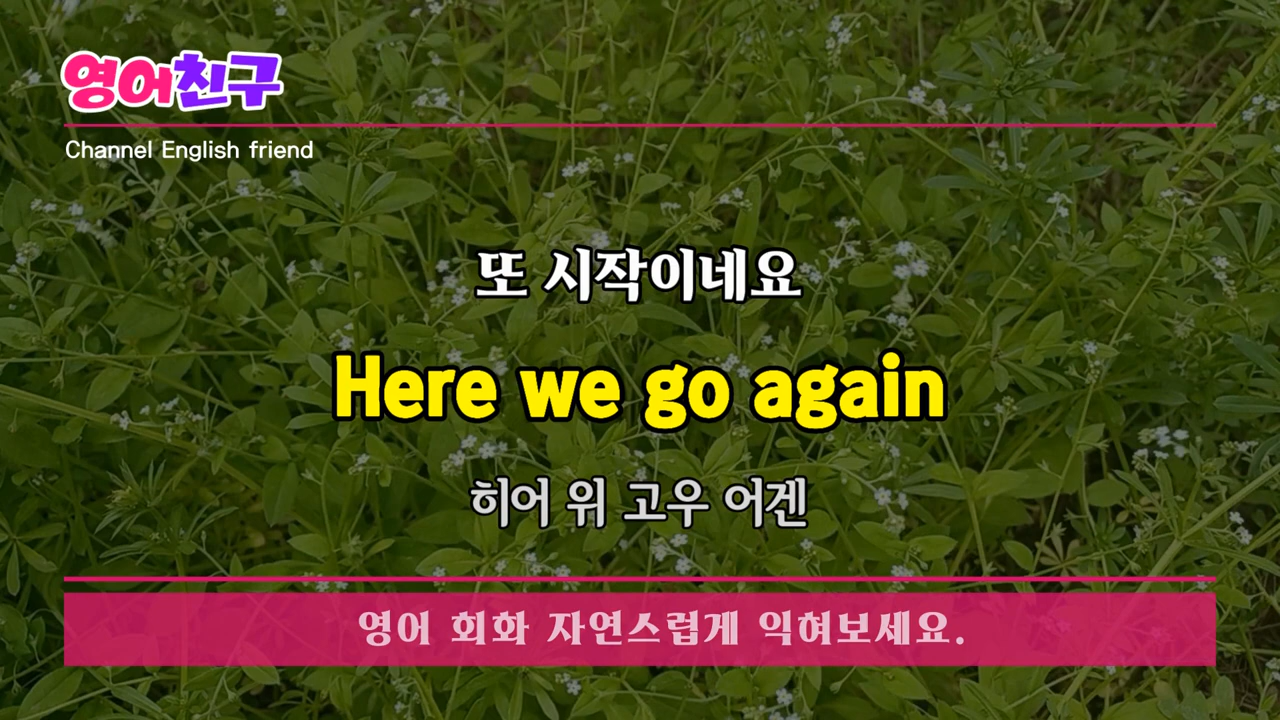 영어친구
Channel English friend
또 시작이네요
Here we go again
히어 위 고우 어겐
영어 회화 자연스럽게 익혀보세요.